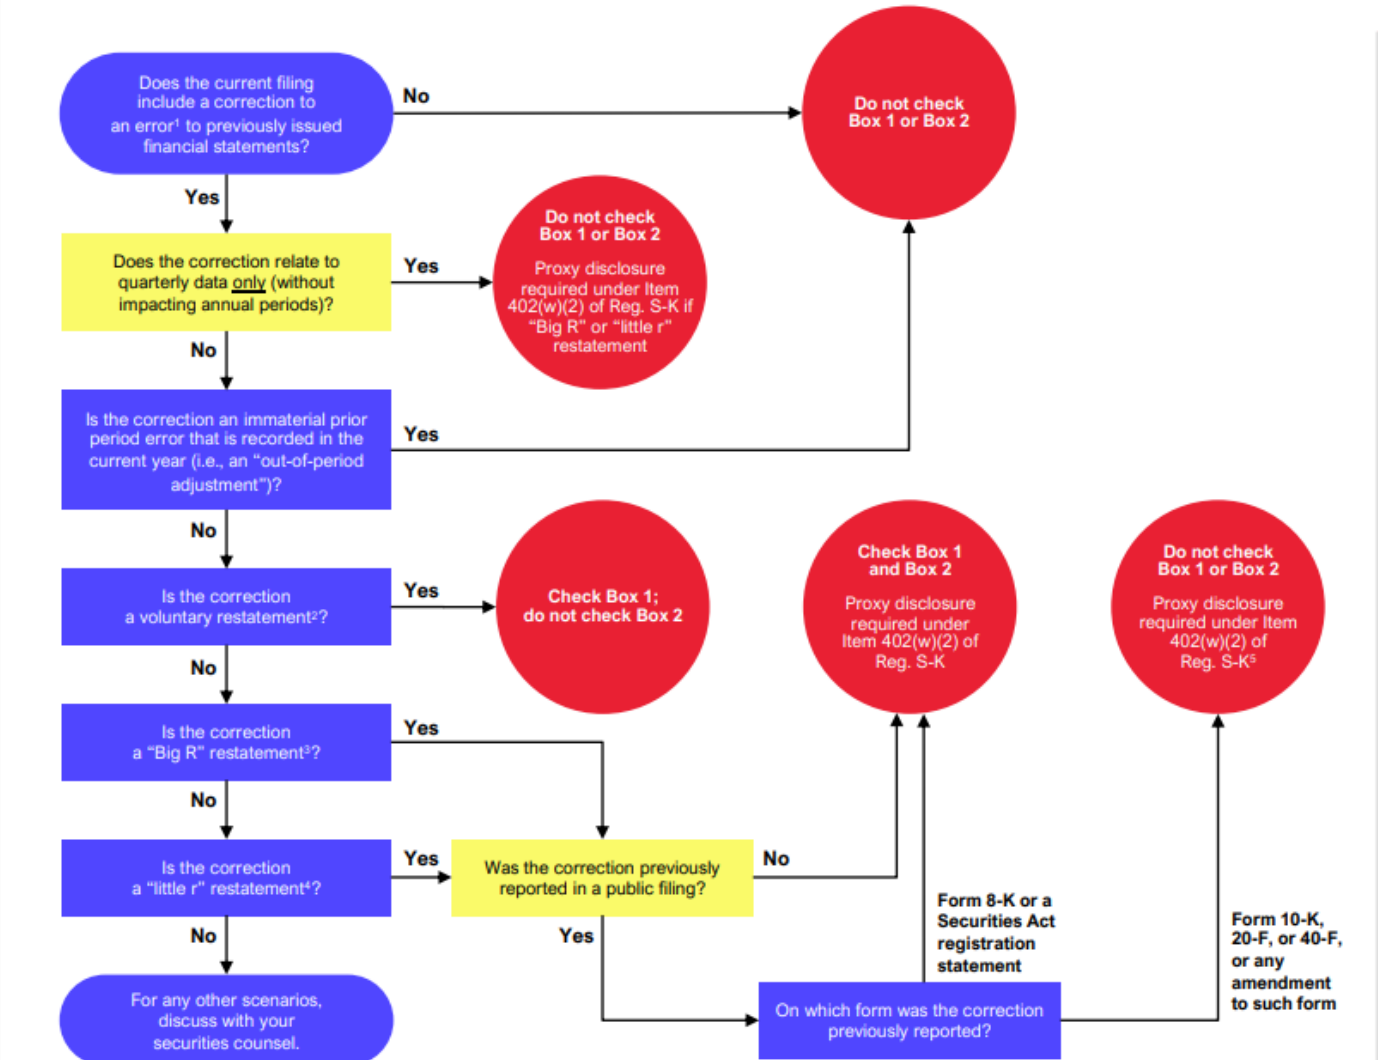 Does the current filing
include a correction to
an error¹ to previously issued
financial statements?
No
Do not check
Box 1 or Box 2
Yes
Does the correction relate to
quarterly data only (without
impacting annual periods)?
Yes
Do not check
Box 1 or Box 2
Proxy disclosure
required under Item
402(w)(2) of Reg. S-K if
“Big R” or “little r”
restatement
No
Is the correction an immaterial prior
period error that is recorded in the
current year (i.e., an “out-of-period
adjustment”)?
Yes
No
Is the correction
a voluntary restatement²?
Yes
Check Box 1;
do not check Box 2
Check Box 1
and Box 2
Proxy disclosure
required under
Item 402(w)(2) of
Reg. S-K
Do not check
Box 1 or Box 2
Proxy disclosure
required under Item
402(w)(2) of
Reg. S-K⁵
No
Is the correction
a “Big R” restatement³?
Yes
No
Is the correction
a “little r” restatement⁴?
Yes
Was the correction previously
reported in a public filing?
No
Yes
Form 8-K or a
Securities Act
registration
statement
Form 10-K,
20-F, or 40-F,
or any
amendment
to such form
No
For any other scenarios,
discuss with your
securities counsel.
On which form was the correction
previously reported?